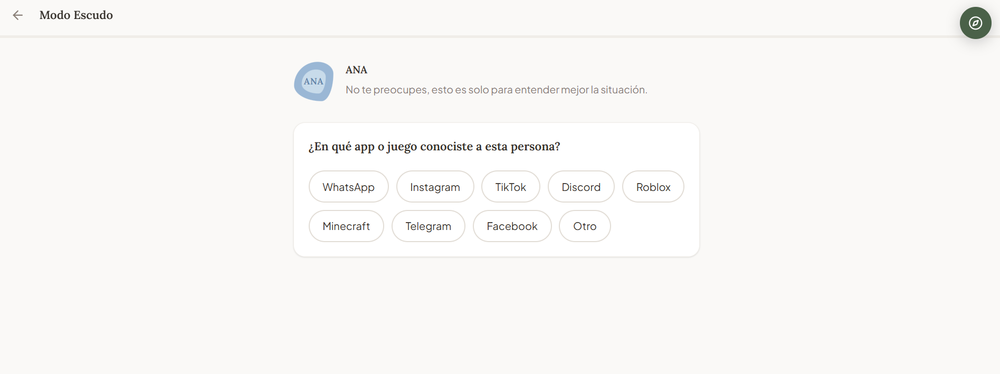 Modo Escudo
ANA
ANA
No te preocupes, esto es solo para entender mejor la situación.
¿En qué app o juego conociste a esta persona?
WhatsApp Instagram TikTok Discord Roblox
Minecraft Telegram Facebook Otro